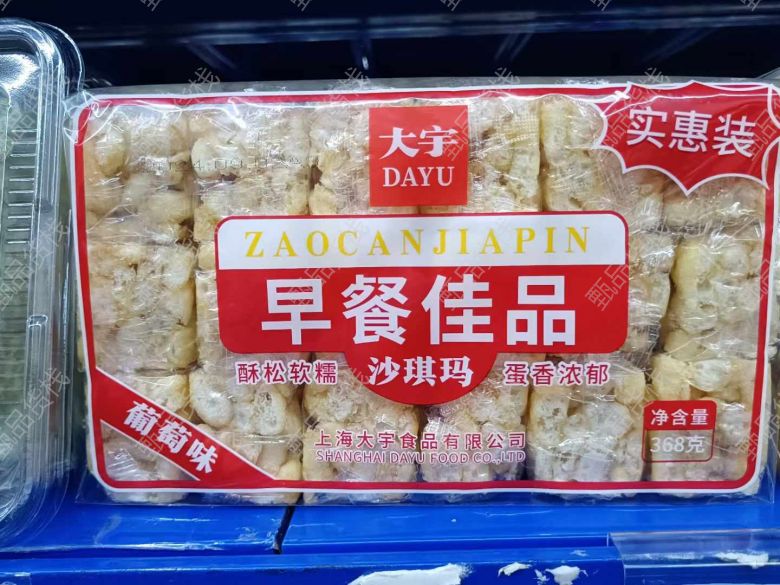 大宇
DAYU
实惠装
ZAOCANJIAPIN
早餐佳品
酥松软糯 沙琪玛 蛋香浓郁
葡萄味
净含量
368克
上海大宇食品有限公司
SHANGHAI DAYU FOOD CO.,LTD